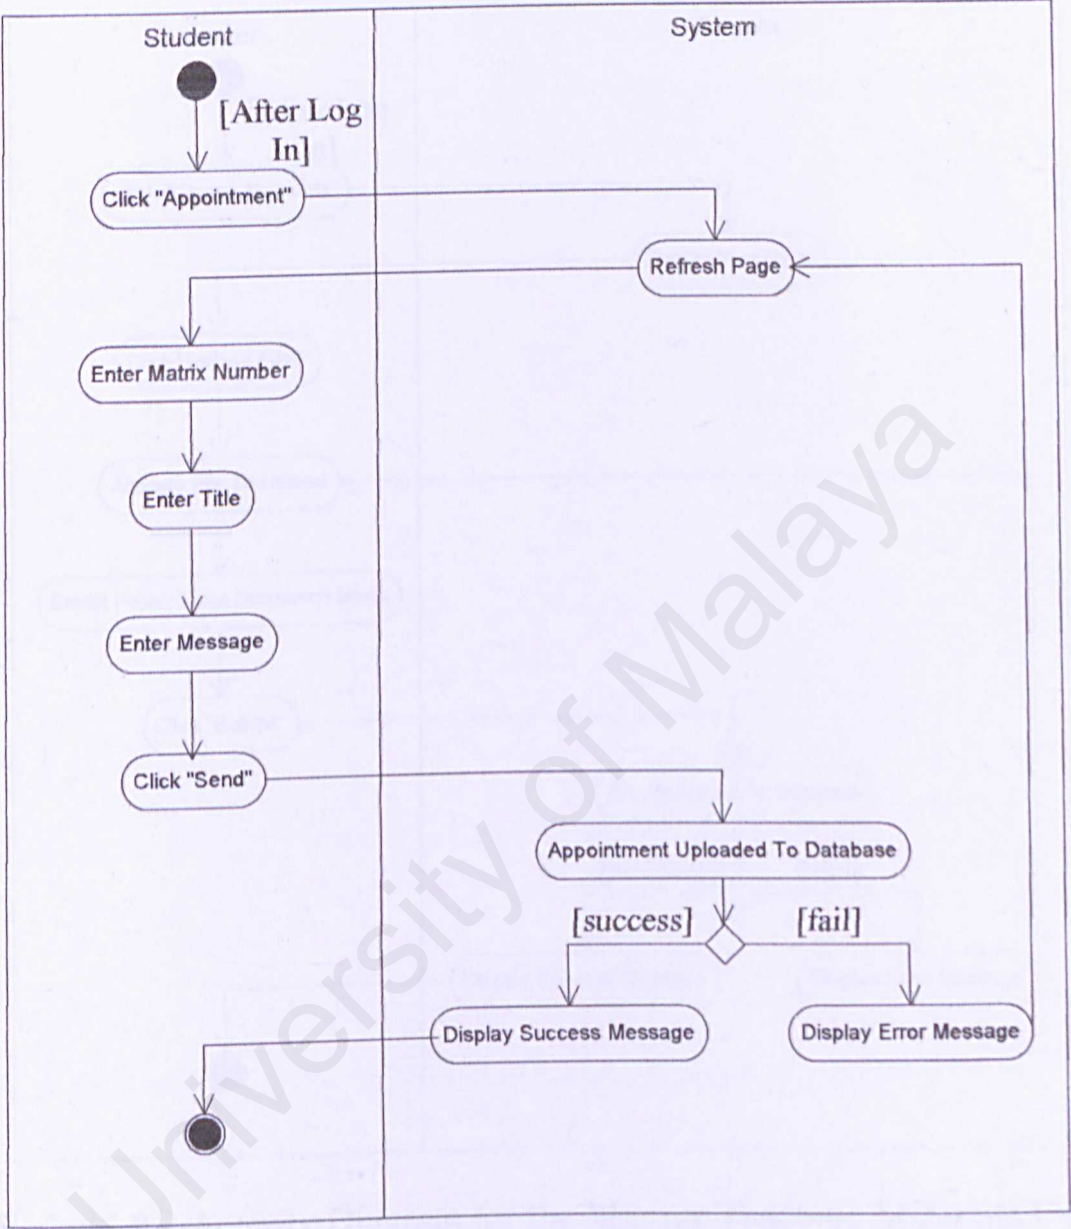 Student
System
[After Log
In]
Click "Appointment"
Refresh Page
Enter Matrix Number
Enter Title
Enter Message
Click "Send"
Appointment Uploaded To Database
[success]
[fail]
Display Success Message
Display Error Message
University of Malaya